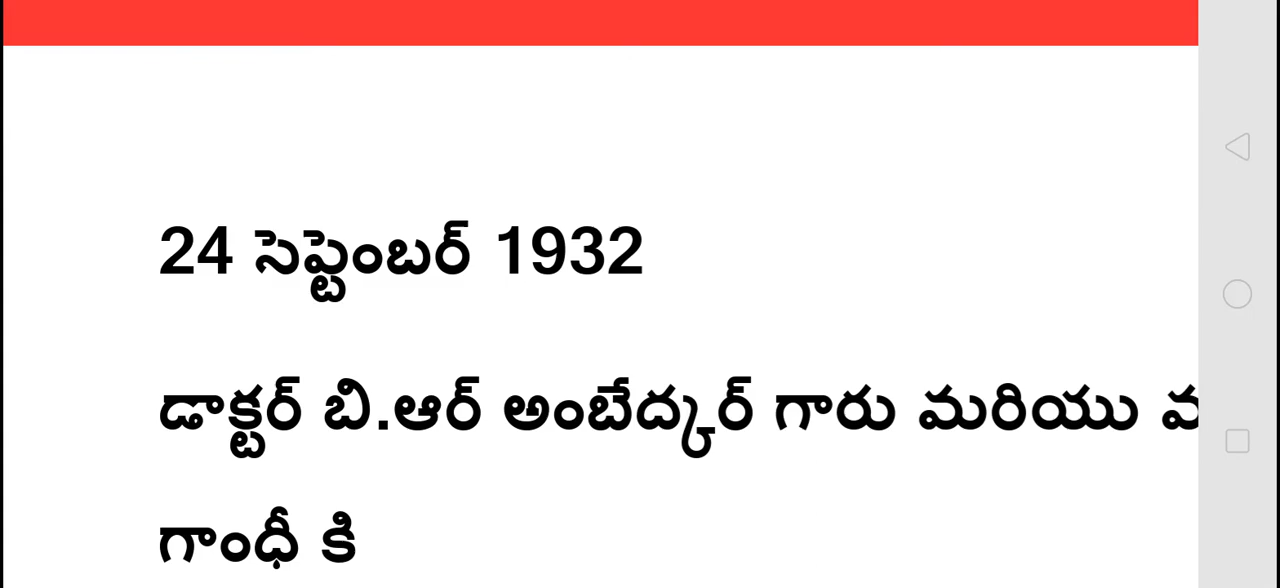 24 సెప్టెంబర్ 1932
డాక్టర్ బి.ఆర్ అంబేద్కర్ గారు మరియు
గాంధీ కి